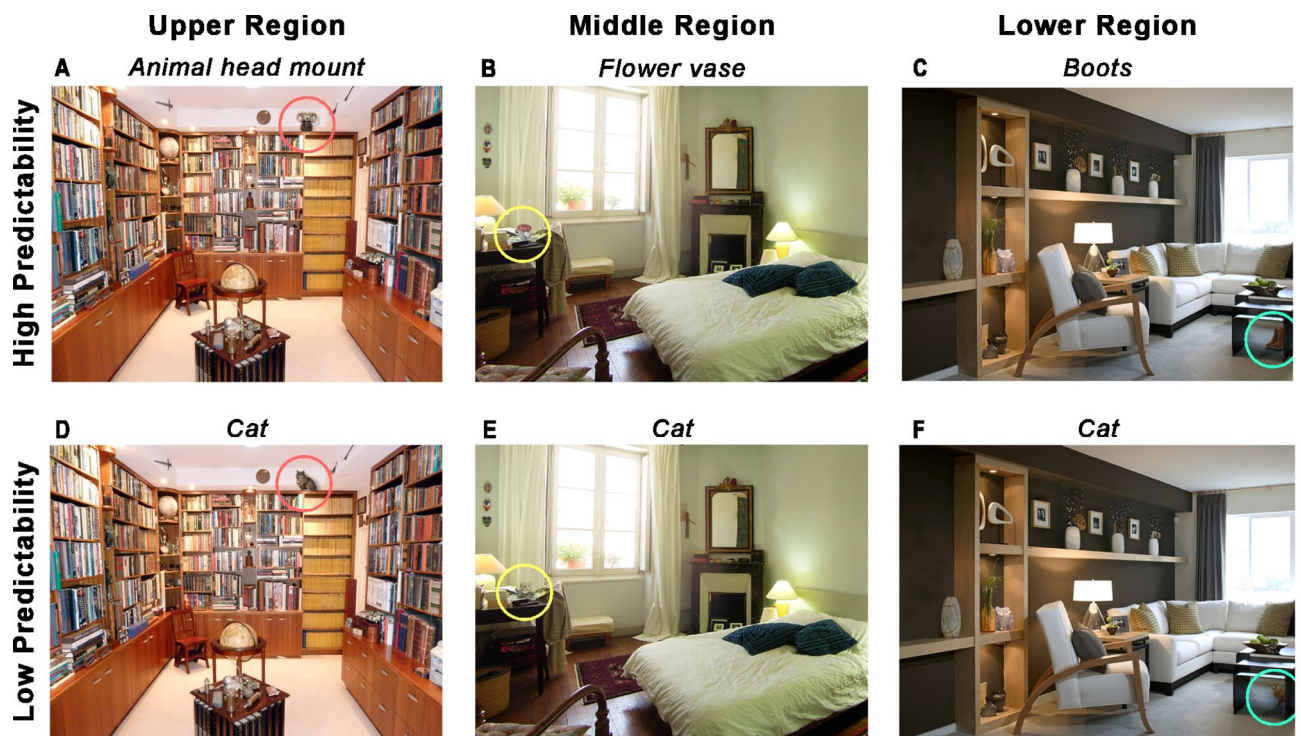 Upper Region
Middle Region
Lower Region
A
Animal head mount
B
Flower vase
C
Boots
High Predictability
D
Cat
E
Cat
F
Cat
Low Predictability